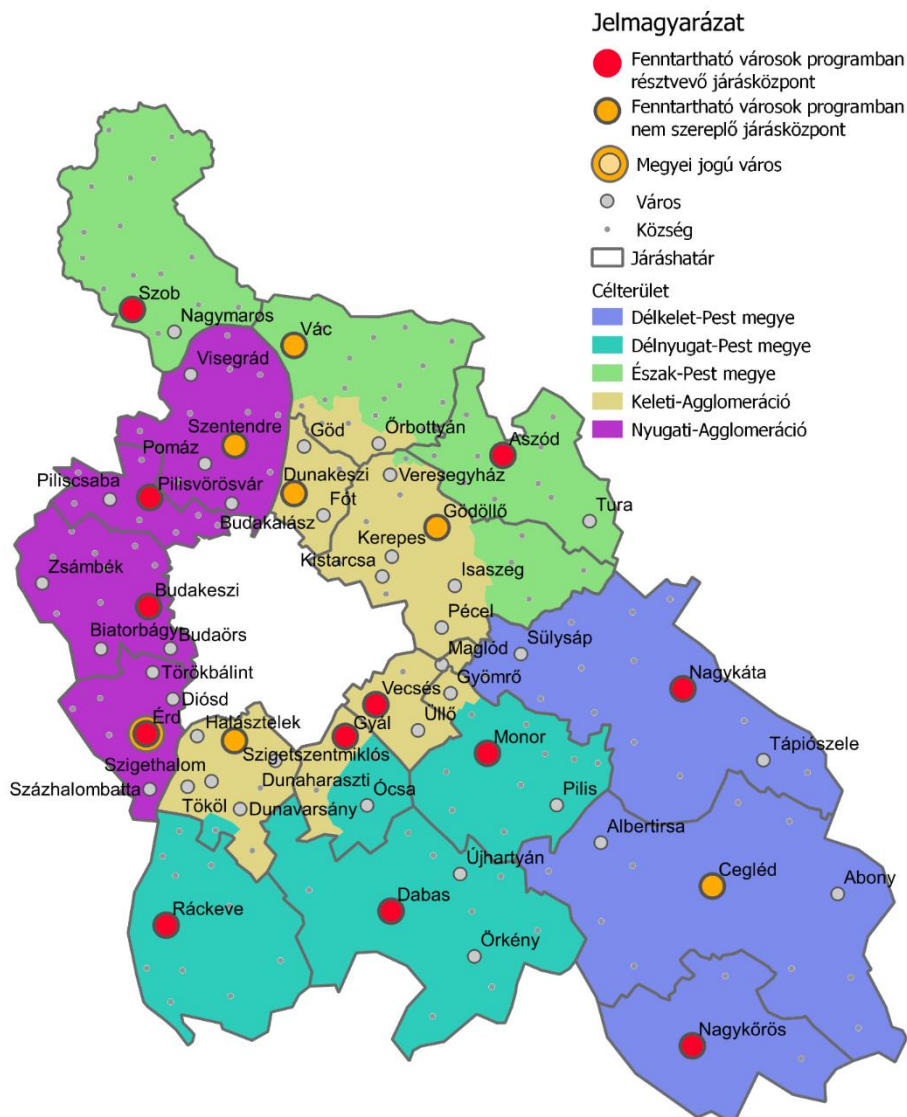 Jelmagyarázat
Fenntartható városok programban
résztvevő járásközpont
Fenntartható városok programban
nem szereplő járásközpont
Megyei jogú város
Város
Község
Járáshatár
Célterület
Délkelet-Pest megye
Délnyugat-Pest megye
Észak-Pest megye
Keleti-Agglomeráció
Nyugati-Agglomeráció
Szob
Nagymaros
Vác
Visegrád
Szentendre
Göd
Őrbottyán
Aszód
Pomáz
Piliscsaba
Pilisvörösvár
Dunakeszi
Veresegyház
Fót
Gödöllő
Tura
Budakalász
Kerepes
Kistarcsa
Zsámbék
Isaszeg
Budakeszi
Pécel
Biatorbágy
Budaörs
Maglód
Sülysáp
Törökbálint
Gyömrő
Nagykáta
Diósd
Vecsés
Érd
Halásztelek
Gyál
Üllő
Monor
Szigetszentmiklós
Szigethalom
Tápiószele
Százhalombatta
Dunaharaszti
Tököl
Dunavarsány
Ócsa
Pilis
Albertirsa
Újhartyán
Cegléd
Abony
Ráckeve
Dabas
Örkény
Nagykőrös